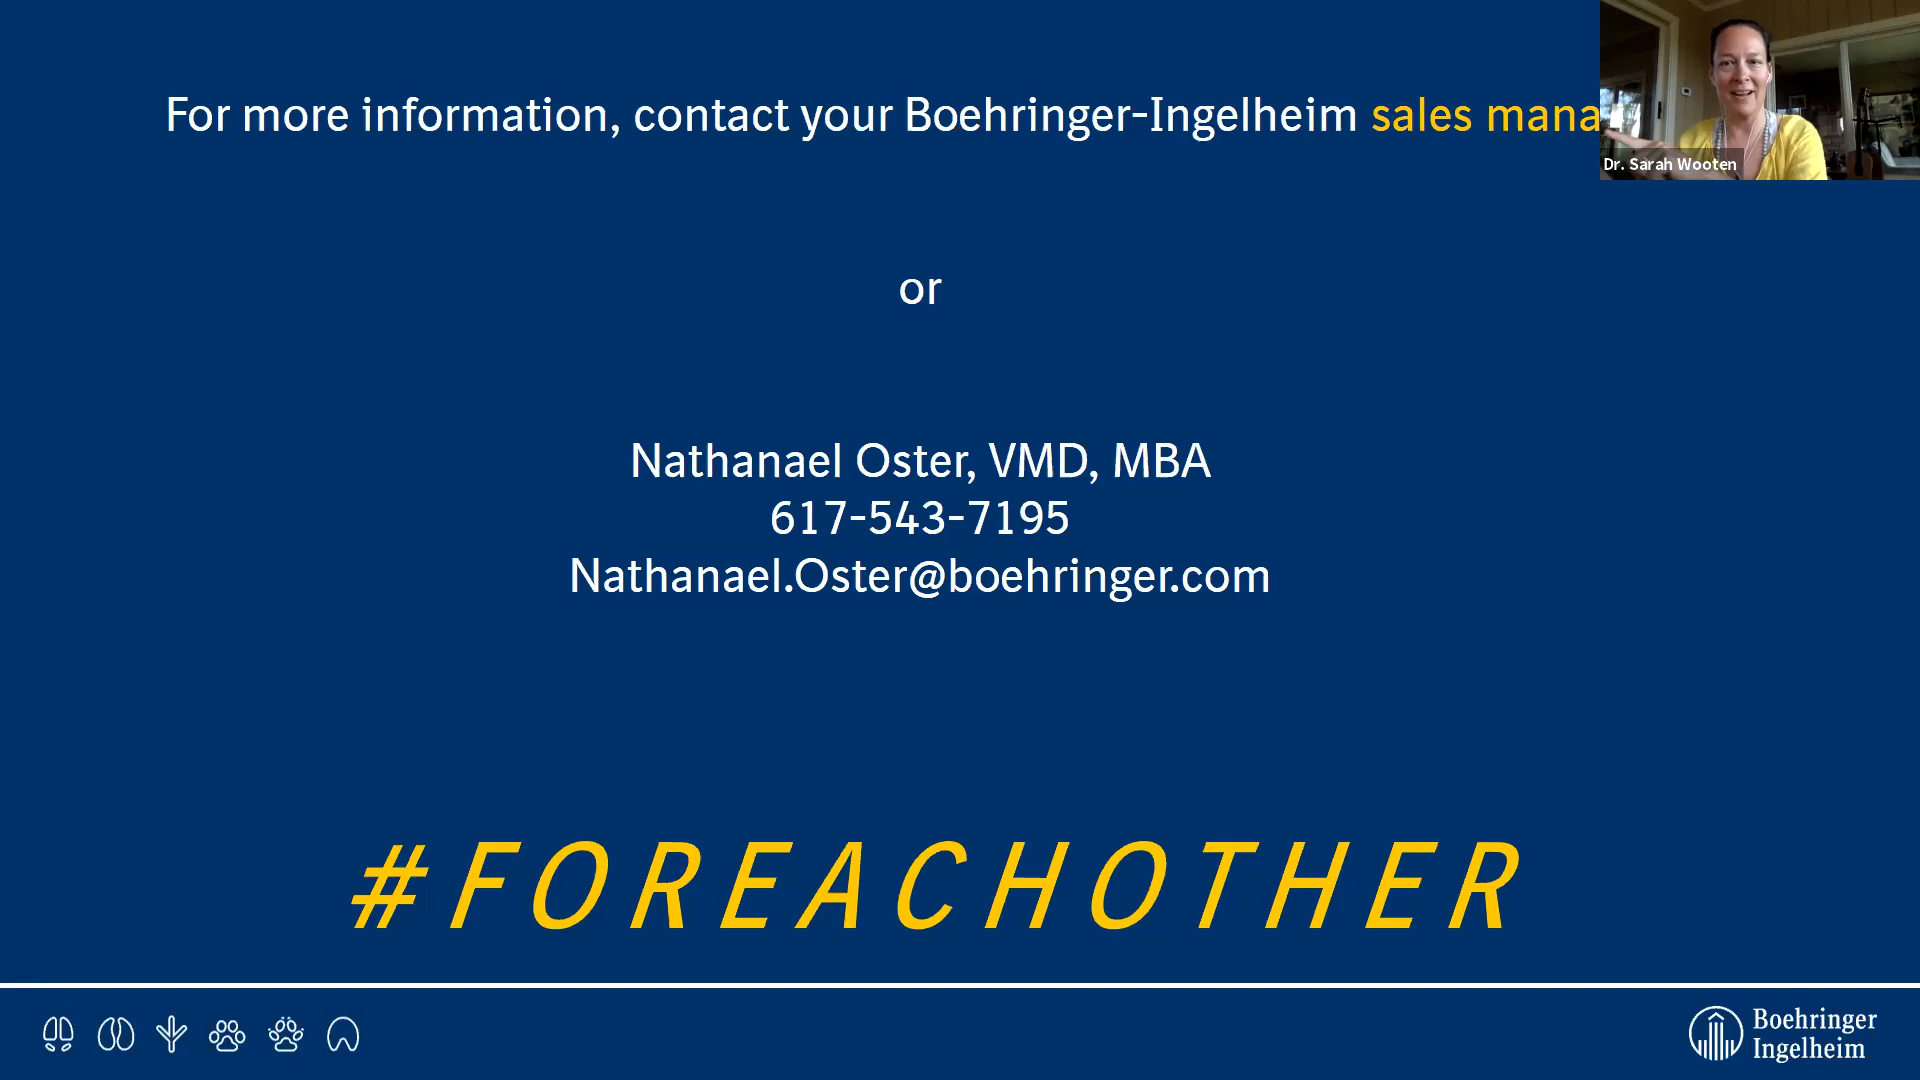 For more information, contact your Boehringer-Ingelheim sales mana
Dr. Sarah Wooten
or
Nathanael Oster, VMD, MBA
617-543-7195
Nathanael.Oster@boehringer.com
#FOREACHOTHER
Boehringer
Ingelheim